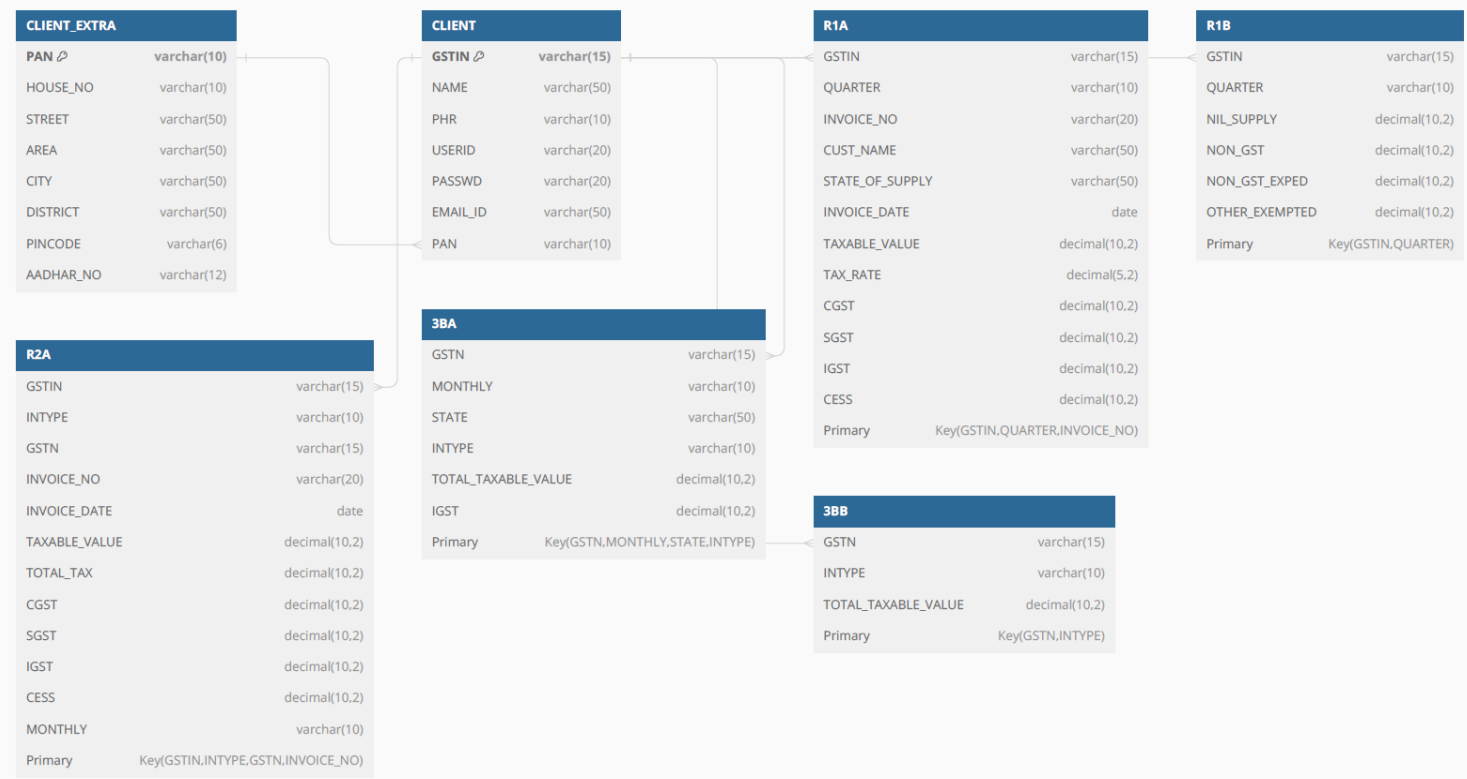 CLIENT_EXTRA
PAN varchar(10)
HOUSE_NO varchar(10)
STREET varchar(50)
AREA varchar(50)
CITY varchar(50)
DISTRICT varchar(50)
PINCODE varchar(6)
AADHAR_NO varchar(12)
CLIENT
GSTIN varchar(15)
NAME varchar(50)
PHR varchar(10)
USERID varchar(20)
PASSWD varchar(20)
EMAIL_ID varchar(50)
PAN varchar(10)
R1A
GSTIN varchar(15)
QUARTER varchar(10)
INVOICE_NO varchar(20)
CUST_NAME varchar(50)
STATE_OF_SUPPLY varchar(50)
INVOICE_DATE date
TAXABLE_VALUE decimal(10,2)
TAX_RATE decimal(5,2)
CGST decimal(10,2)
SGST decimal(10,2)
IGST decimal(10,2)
CESS decimal(10,2)
Primary Key(GSTIN,QUARTER,INVOICE_NO)
R1B
GSTIN varchar(15)
QUARTER varchar(10)
NIL_SUPPLY decimal(10,2)
NON_GST decimal(10,2)
NON_GST_EXPED decimal(10,2)
OTHER_EXEMPTED decimal(10,2)
Primary Key(GSTIN,QUARTER)
R2A
GSTIN varchar(15)
INTYPE varchar(10)
GSTN varchar(15)
INVOICE_NO varchar(20)
INVOICE_DATE date
TAXABLE_VALUE decimal(10,2)
TOTAL_TAX decimal(10,2)
CGST decimal(10,2)
SGST decimal(10,2)
IGST decimal(10,2)
CESS decimal(10,2)
MONTHLY varchar(10)
Primary Key(GSTIN,INTYPE,GSTN,INVOICE_NO)
3BA
GSTN varchar(15)
MONTHLY varchar(10)
STATE varchar(50)
INTYPE varchar(10)
TOTAL_TAXABLE_VALUE decimal(10,2)
IGST decimal(10,2)
Primary Key(GSTN,MONTHLY,STATE,INTYPE)
3BB
GSTN varchar(15)
INTYPE varchar(10)
TOTAL_TAXABLE_VALUE decimal(10,2)
Primary Key(GSTN,INTYPE)